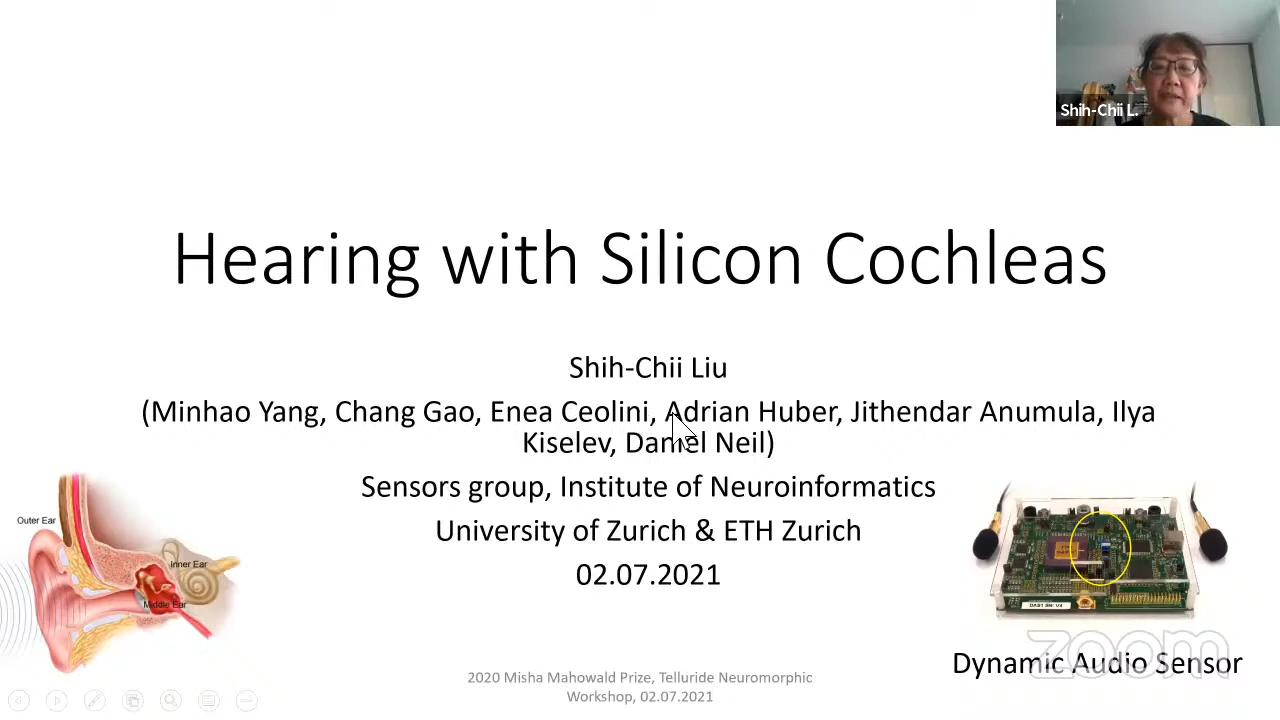 Shih-Chii L.
Hearing with Silicon Cochleas
Shih-Chii Liu
(Minhao Yang, Chang Gao, Enea Ceolini, Adrian Huber, Jithendar Anumula, Ilya
Kiselev, Daniel Neil)
Sensors group, Institute of Neuroinformatics
University of Zurich & ETH Zurich
02.07.2021
Outer Ear
Inner Ear
Middle Ear
zoom
Dynamic Audio Sensor
2020 Misha Mahowald Prize, Telluride Neuromorphic
Workshop, 02.07.2021